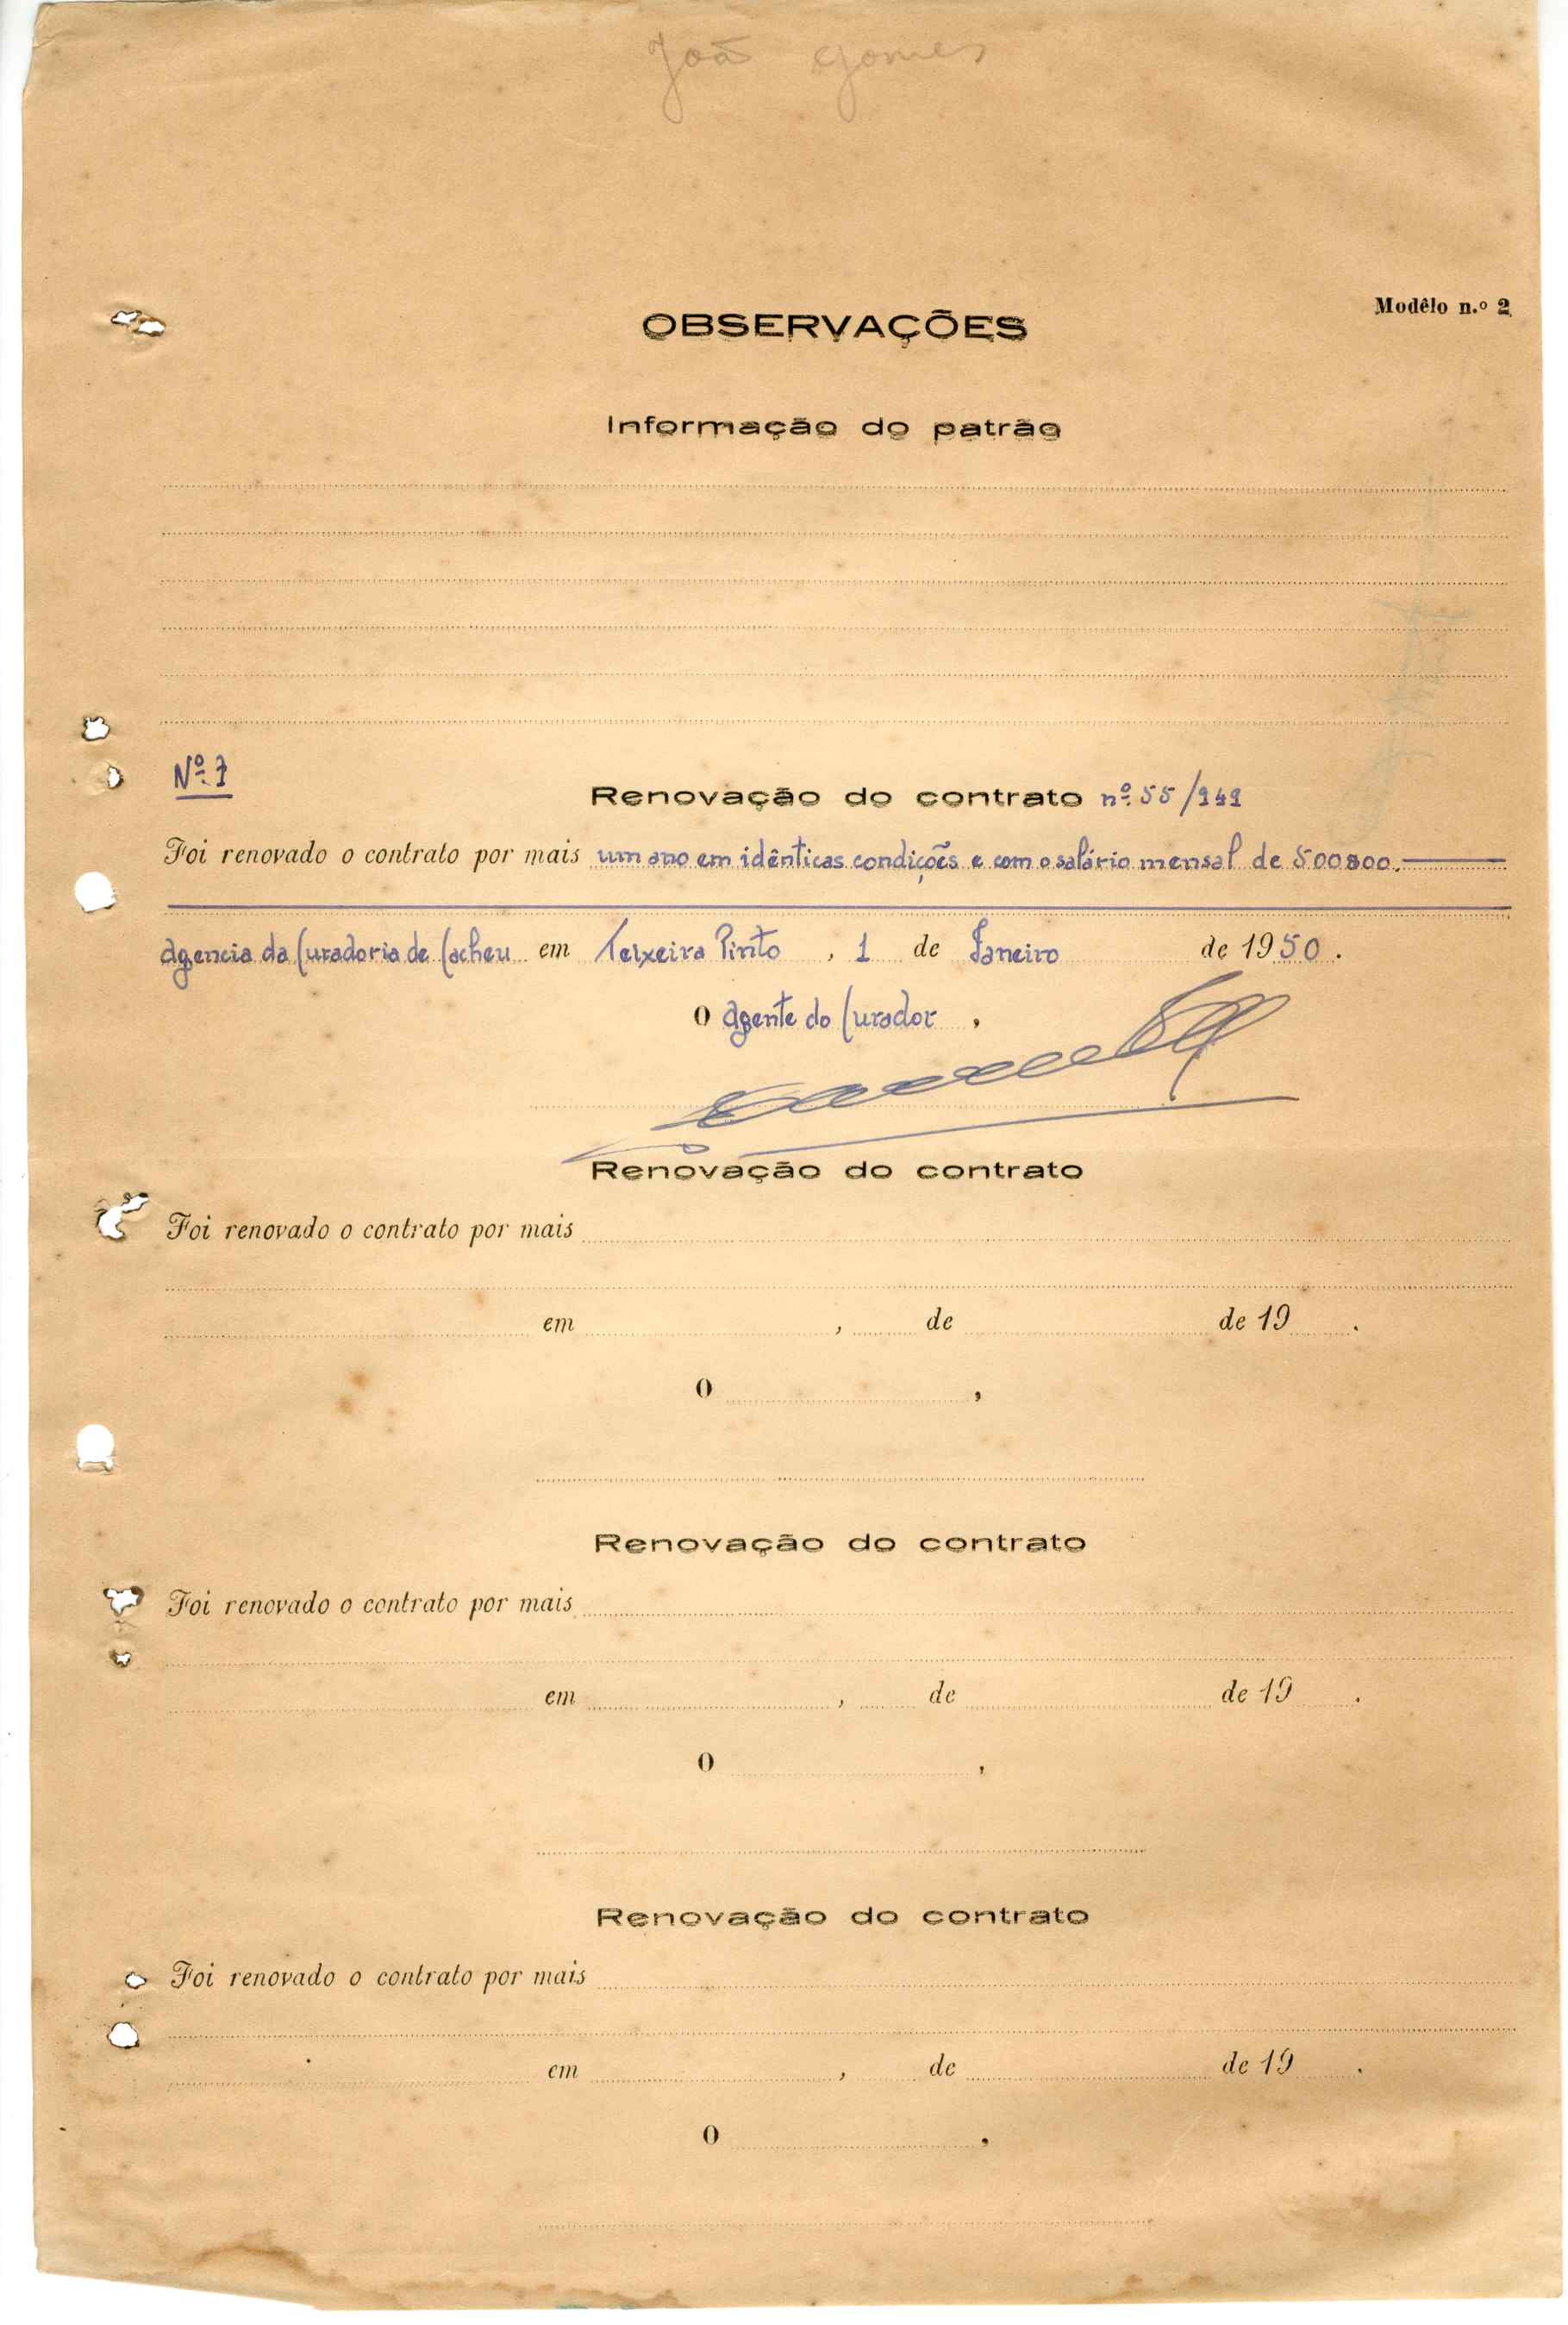 João Gomes
Modêlo n.º 2
OBSERVAÇÕES
Informação do patrão
Nº. 7
Renovação do contrato nº. 55/949
Foi renovado o contrato por mais um ano em idênticas condições e com o salário mensal de 500$00.
Agencia da Curadoria de Cacheu em Teixeira Pinto, 1 de Janeiro de 1950.
O Agente do Curador,
Renovação do contrato
Foi renovado o contrato por mais
em , de de 19 .
O ,
Renovação do contrato
Foi renovado o contrato por mais
em , de de 19 .
O ,
Renovação do contrato
Foi renovado o contrato por mais
em , de de 19 .
O ,